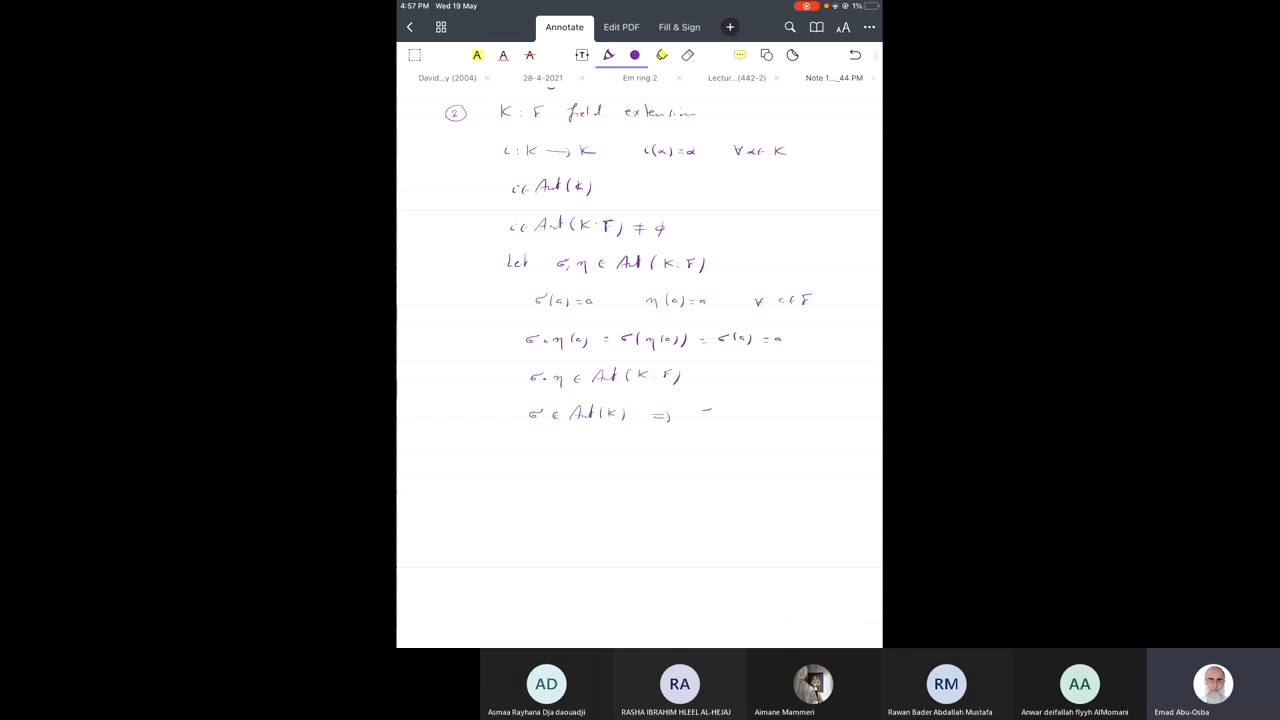 4:57 PM Wed 19 May
1%
Annotate Edit PDF Fill & Sign
A A A T
David...y (2004) 28-4-2021 Em ring 2 Lectur...(442-2) Note 1..._44 PM
② K : F field extension
i : K → K i(α) = α ∀ α ∈ K
i ∈ Aut(K)
i ∈ Aut(K : F) ≠ φ
Let σ, η ∈ Aut(K : F)
σ(a) = a η(a) = a ∀ a ∈ F
σ∘η(a) = σ(η(a)) = σ(a) = a
σ∘η ∈ Aut(K : F)
σ ∈ Aut(K) ⇒
AD RA RM AA
Asmaa Rayhana Dja daouadji RASHA IBRAHIM HLEEL AL-HEJAJ Aimane Mammeri Rawan Bader Abdallah Mustafa Anwar deifallah flyyh AlMomani Emad Abu-Osba